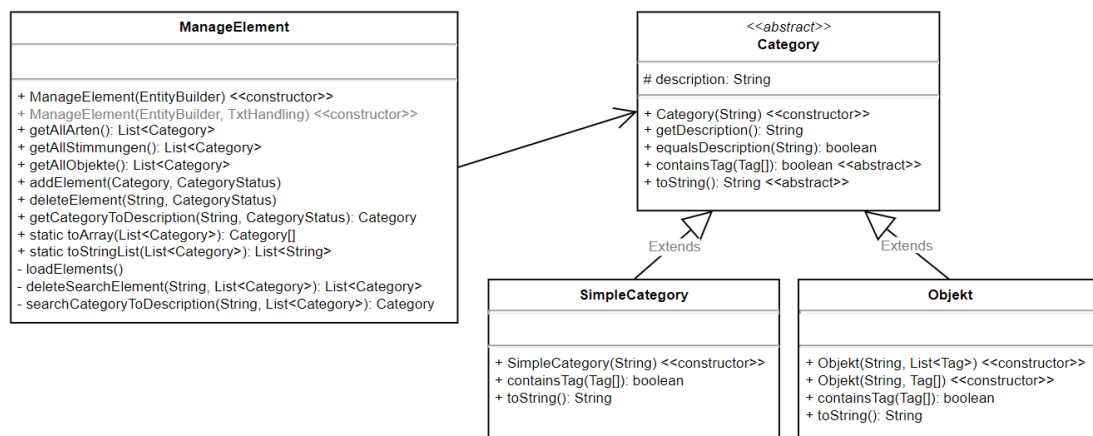 ManageElement
+ ManageElement(EntityBuilder) <<constructor>>
+ ManageElement(EntityBuilder, TxtHandling) <<constructor>>
+ getAllArten(): List<Category>
+ getAllStimmungen(): List<Category>
+ getAllObjekte(): List<Category>
+ addElement(Category, CategoryStatus)
+ deleteElement(String, CategoryStatus)
+ getCategoryToDescription(String, CategoryStatus): Category
+ static toArray(List<Category>): Category[]
+ static toStringList(List<Category>): List<String>
- loadElements()
- deleteSearchElement(String, List<Category>): List<Category>
- searchCategoryToDescription(String, List<Category>): Category
<<abstract>>
Category
# description: String
+ Category(String) <<constructor>>
+ getDescription(): String
+ equalsDescription(String): boolean
+ containsTag(Tag[]): boolean <<abstract>>
+ toString(): String <<abstract>>
Extends
Extends
SimpleCategory
+ SimpleCategory(String) <<constructor>>
+ containsTag(Tag[]): boolean
+ toString(): String
Objekt
+ Objekt(String, List<Tag>) <<constructor>>
+ Objekt(String, Tag[]) <<constructor>>
+ containsTag(Tag[]): boolean
+ toString(): String